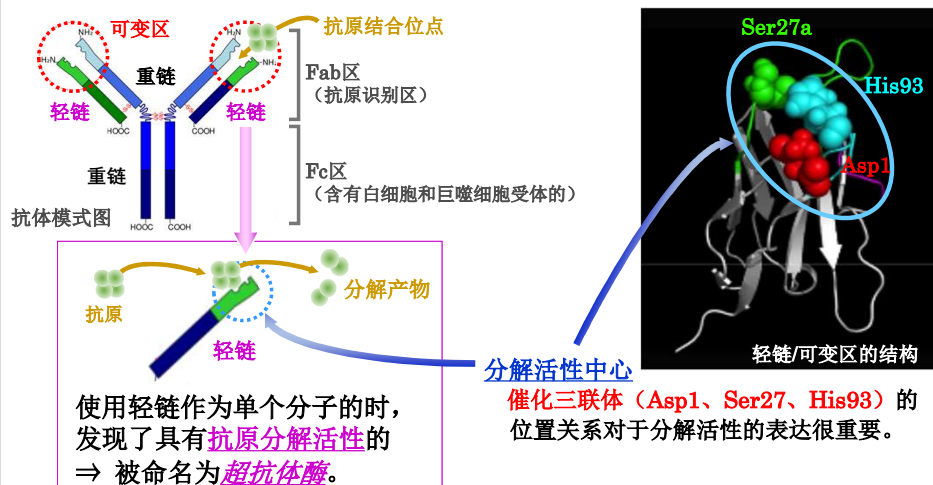 NH₂
可变区
H₂N
抗原结合位点
H₂N
NH₂
重链
Fab区
(抗原识别区)
轻链
轻链
HOOC
COOH
重链
Fc区
(含有白细胞和巨噬细胞受体的)
抗体模式图
HOOC
COOH
抗原
分解产物
轻链
使用轻链作为单个分子的时，
发现了具有抗原分解活性的
⇒ 被命名为超抗体酶。
分解活性中心
Ser27a
His93
Asp1
轻链/可变区的结构
催化三联体（Asp1、Ser27、His93）的
位置关系对于分解活性的表达很重要。